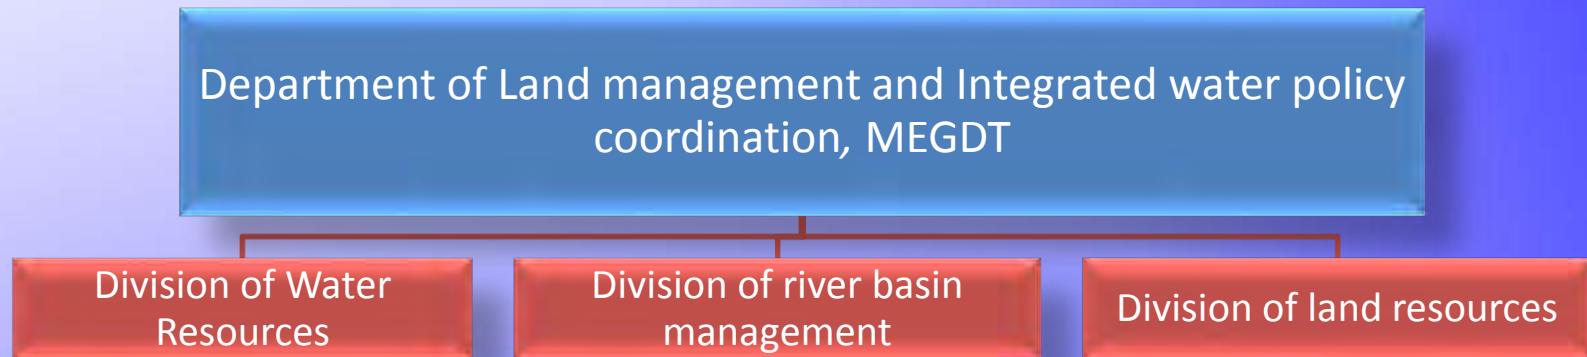 Department of Land management and Integrated water policy
coordination, MEGDT
Division of Water
Resources
Division of river basin
management
Division of land resources